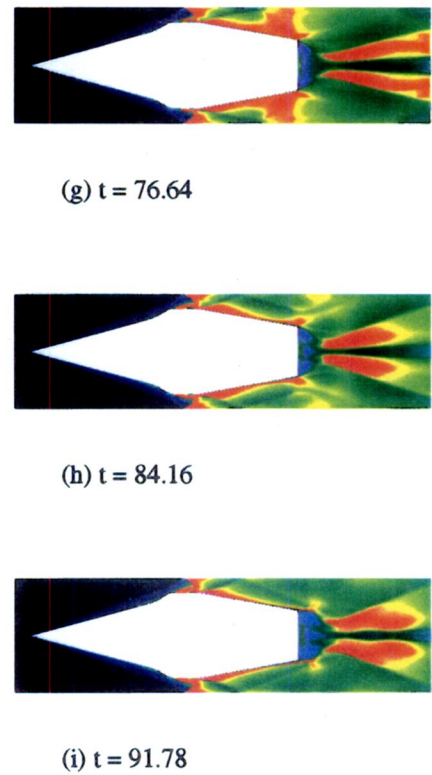 (g) t = 76.64
(h) t = 84.16
(i) t = 91.78